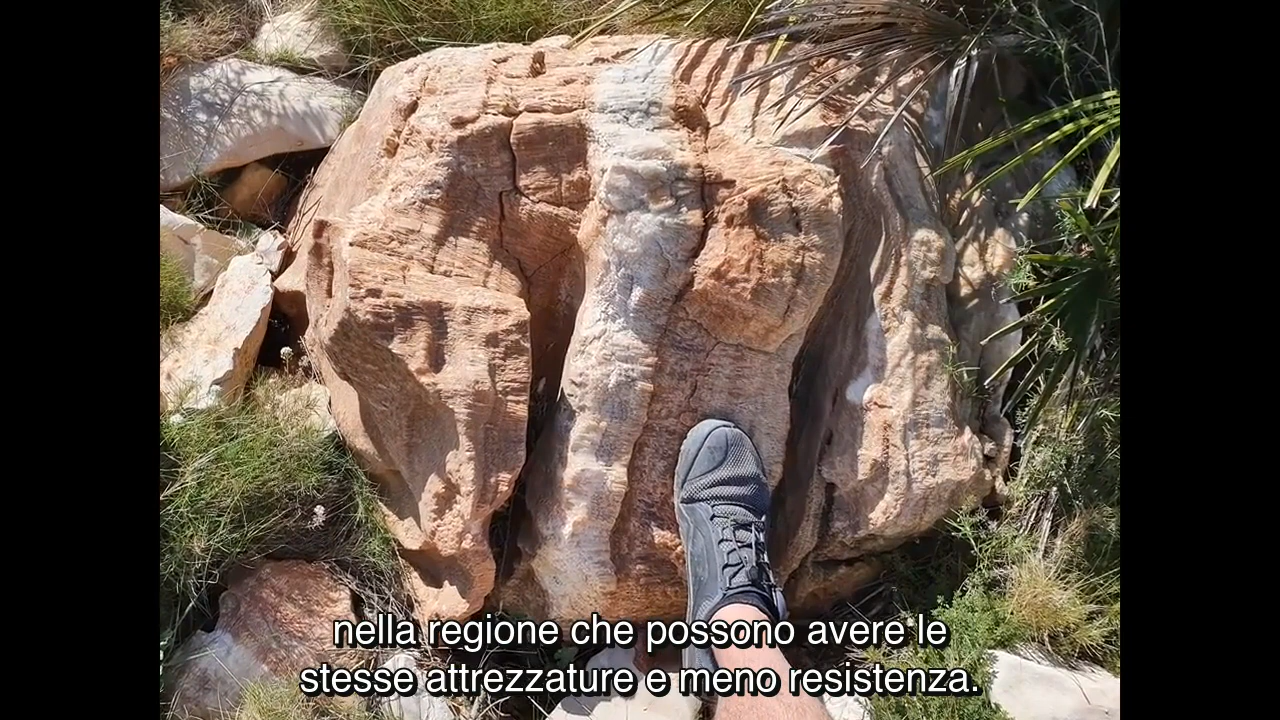 nella regione che possono avere le
stesse attrezzature e meno resistenza.